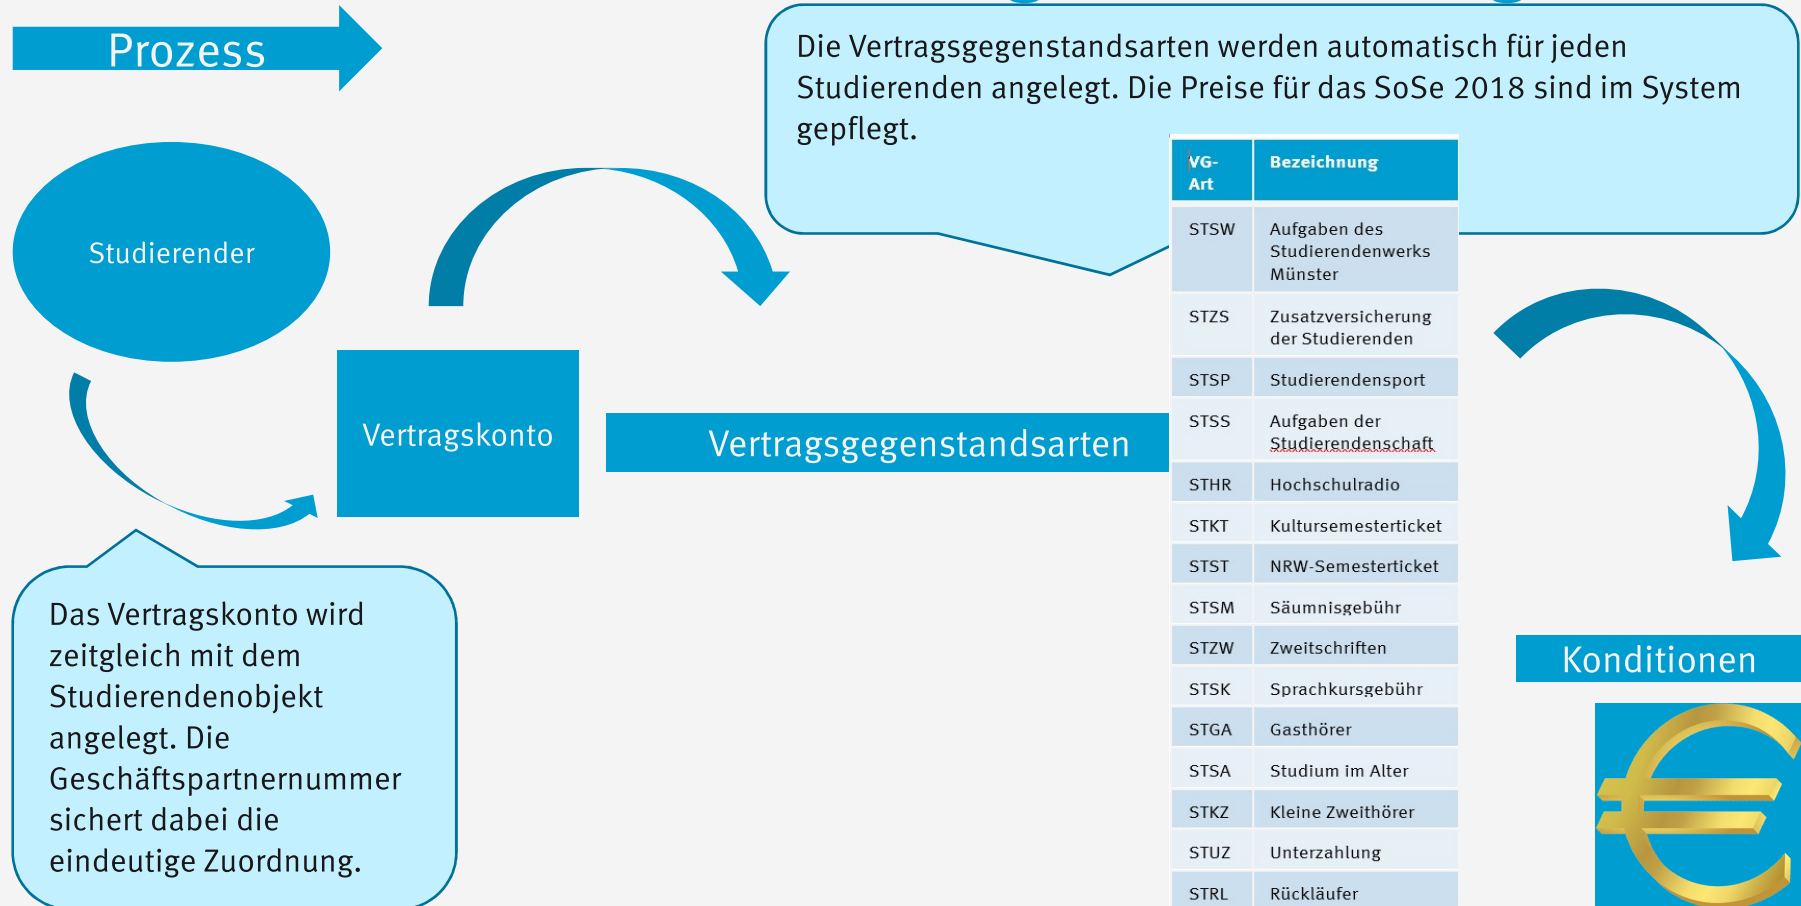 Prozess
Die Vertragsgegenstandsarten werden automatisch für jeden
Studierenden angelegt. Die Preise für das SoSe 2018 sind im System
gepflegt.
Studierender
Vertragskonto
Vertragsgegenstandsarten
Das Vertragskonto wird
zeitgleich mit dem
Studierendenobjekt
angelegt. Die
Geschäftspartnernummer
sichert dabei die
eindeutige Zuordnung.
VG-
Art
Bezeichnung
STSW Aufgaben des
Studierendenwerks
Münster
STZS Zusatzversicherung
der Studierenden
STSP Studierendensport
STSS Aufgaben der
Studierendenschaft
STHR Hochschulradio
STKT Kultursemesterticket
STST NRW-Semesterticket
STSM Säumnisgebühr
STZW Zweitschriften
STSK Sprachkursgebühr
STGA Gasthörer
STSA Studium im Alter
STKZ Kleine Zweithörer
STUZ Unterzahlung
STRL Rückläufer
Konditionen
€